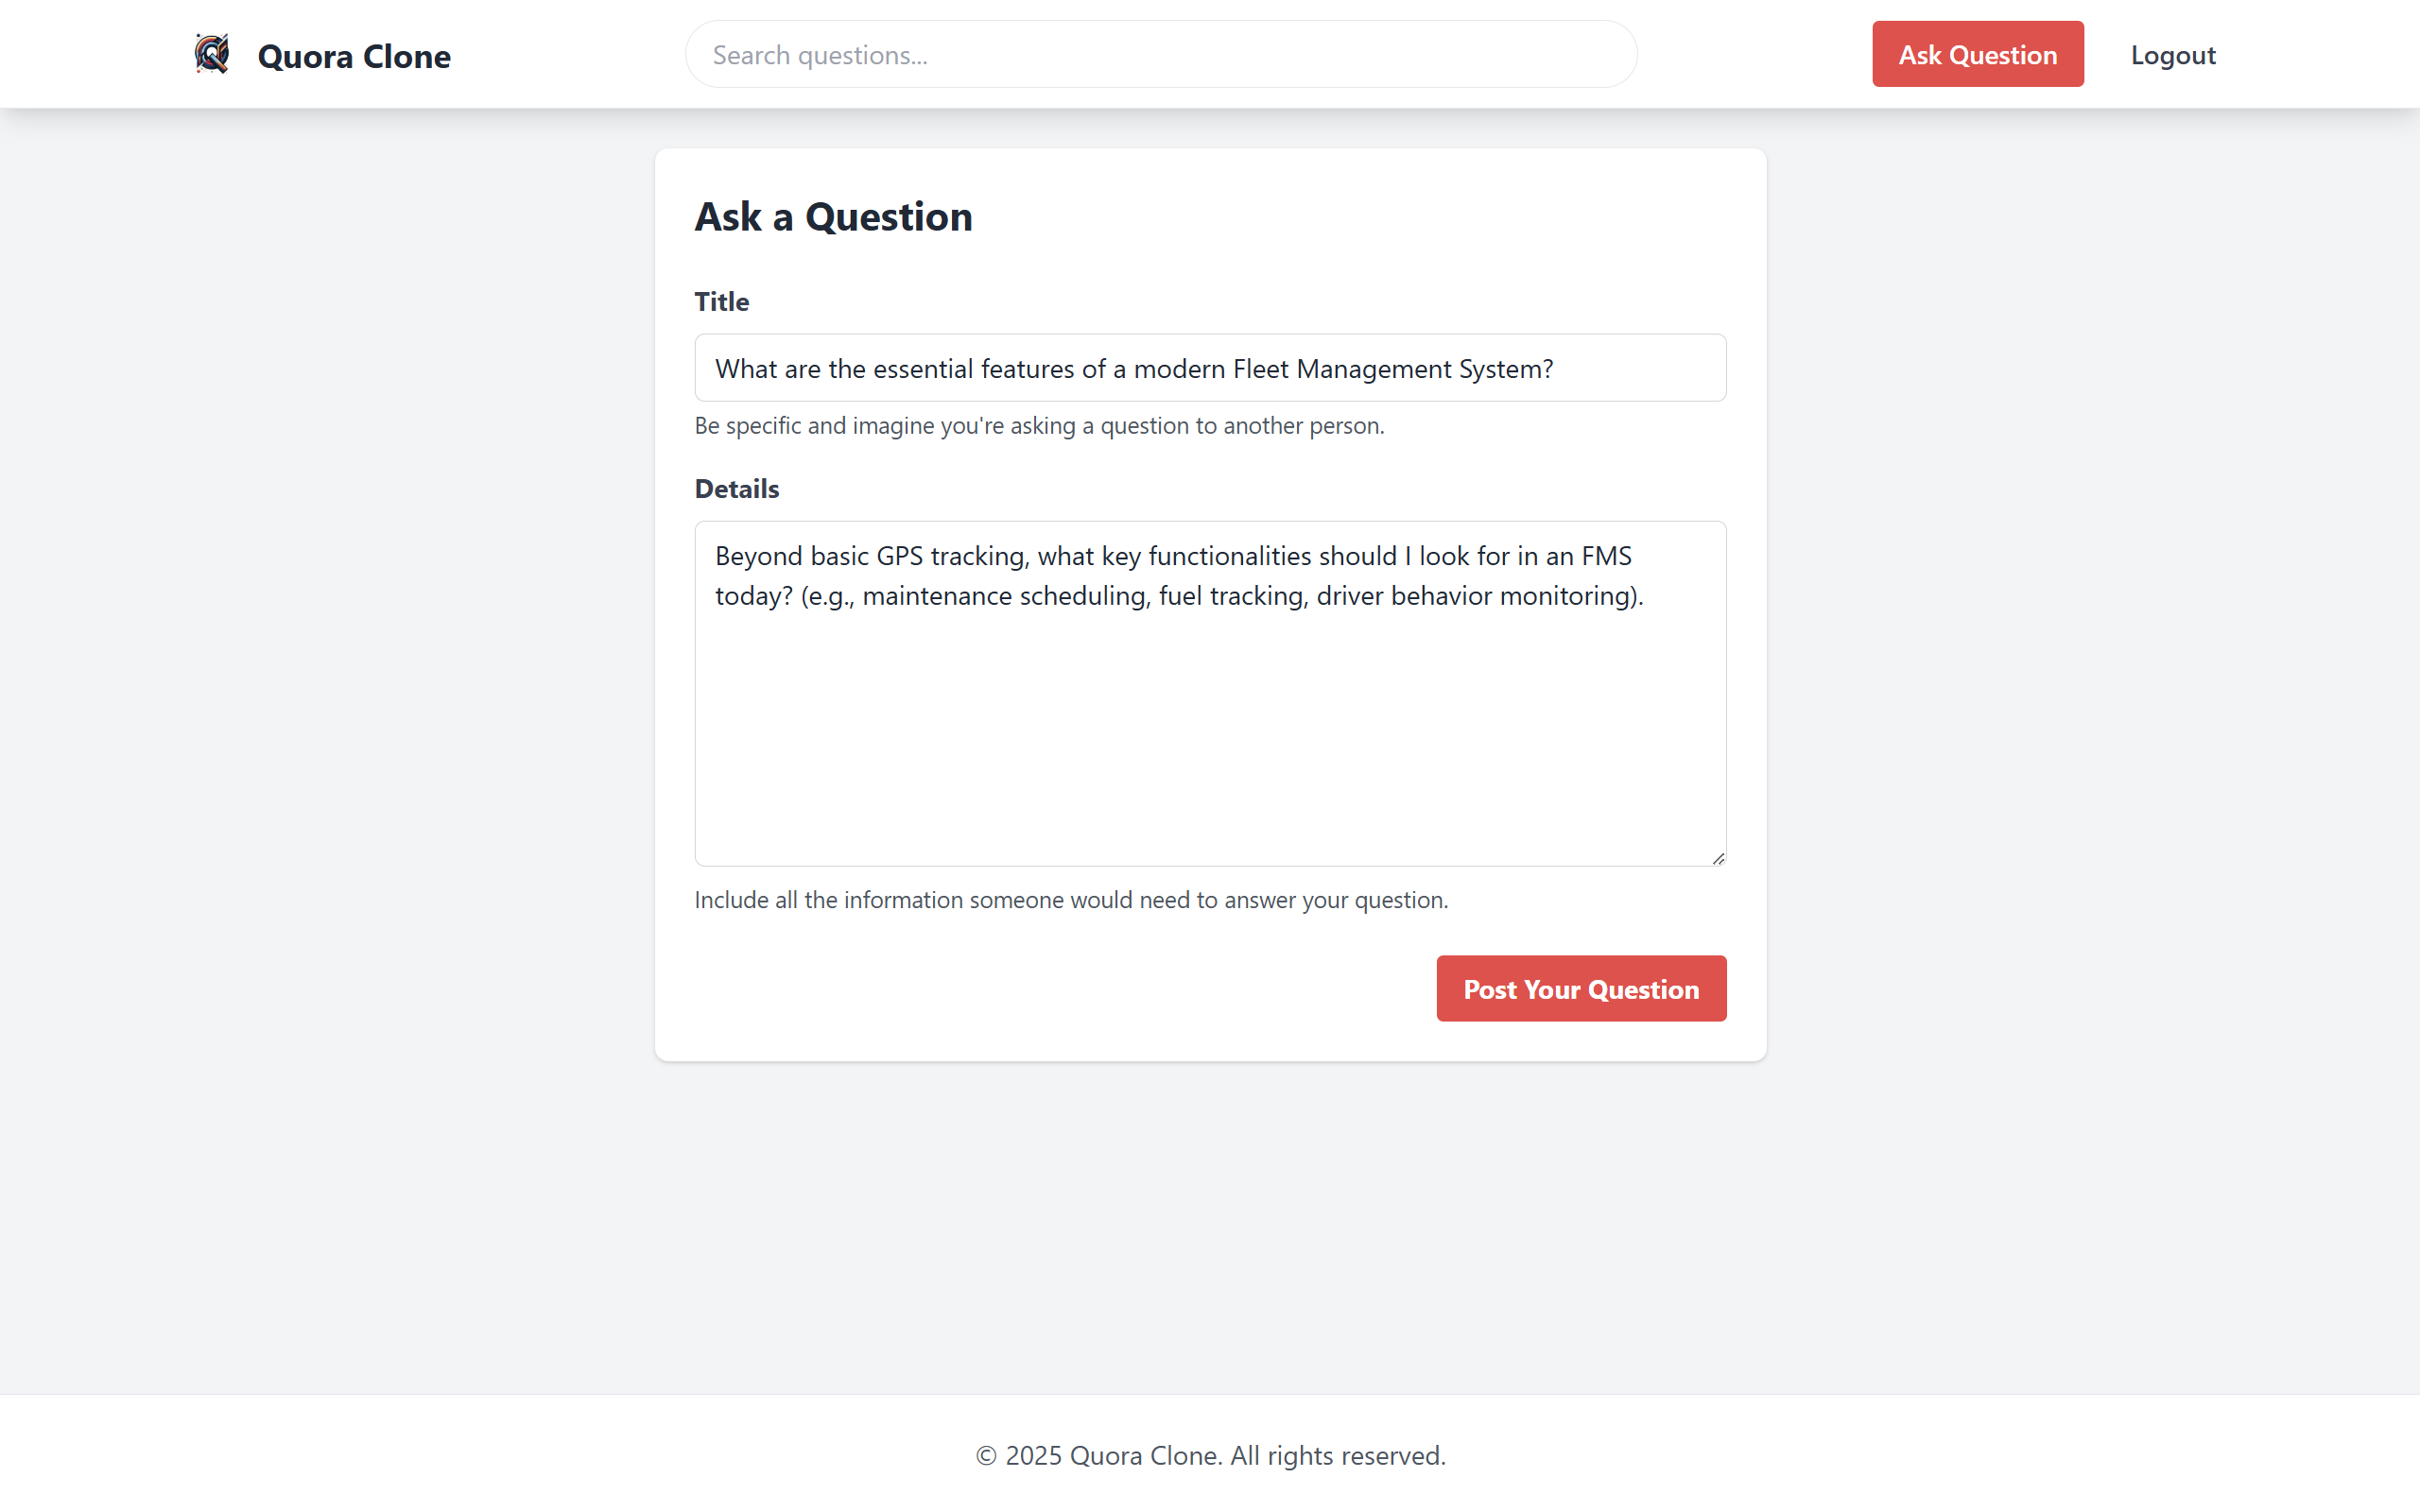 Quora Clone
Search questions...
Ask Question
Logout
Ask a Question
Title
What are the essential features of a modern Fleet Management System?
Be specific and imagine you're asking a question to another person.
Details
Beyond basic GPS tracking, what key functionalities should I look for in an FMS
today? (e.g., maintenance scheduling, fuel tracking, driver behavior monitoring).
Include all the information someone would need to answer your question.
Post Your Question
© 2025 Quora Clone. All rights reserved.